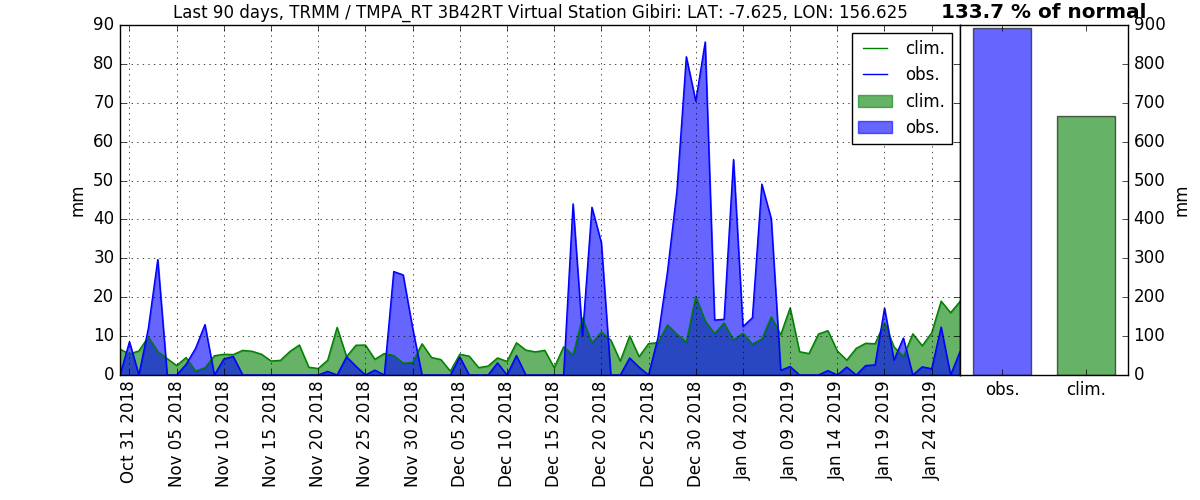 Last 90 days, TRMM / TMPA_RT 3B42RT Virtual Station Gibiri: LAT: -7.625, LON: 156.625
133.7 % of normal
90
80
70
60
50
40
30
20
10
0
mm
clim.
obs.
clim.
obs.
Oct 31 2018
Nov 05 2018
Nov 10 2018
Nov 15 2018
Nov 20 2018
Nov 25 2018
Nov 30 2018
Dec 05 2018
Dec 10 2018
Dec 15 2018
Dec 20 2018
Dec 25 2018
Dec 30 2018
Jan 04 2019
Jan 09 2019
Jan 14 2019
Jan 19 2019
Jan 24 2019
900
800
700
600
500
400
300
200
100
0
mm
obs.
clim.